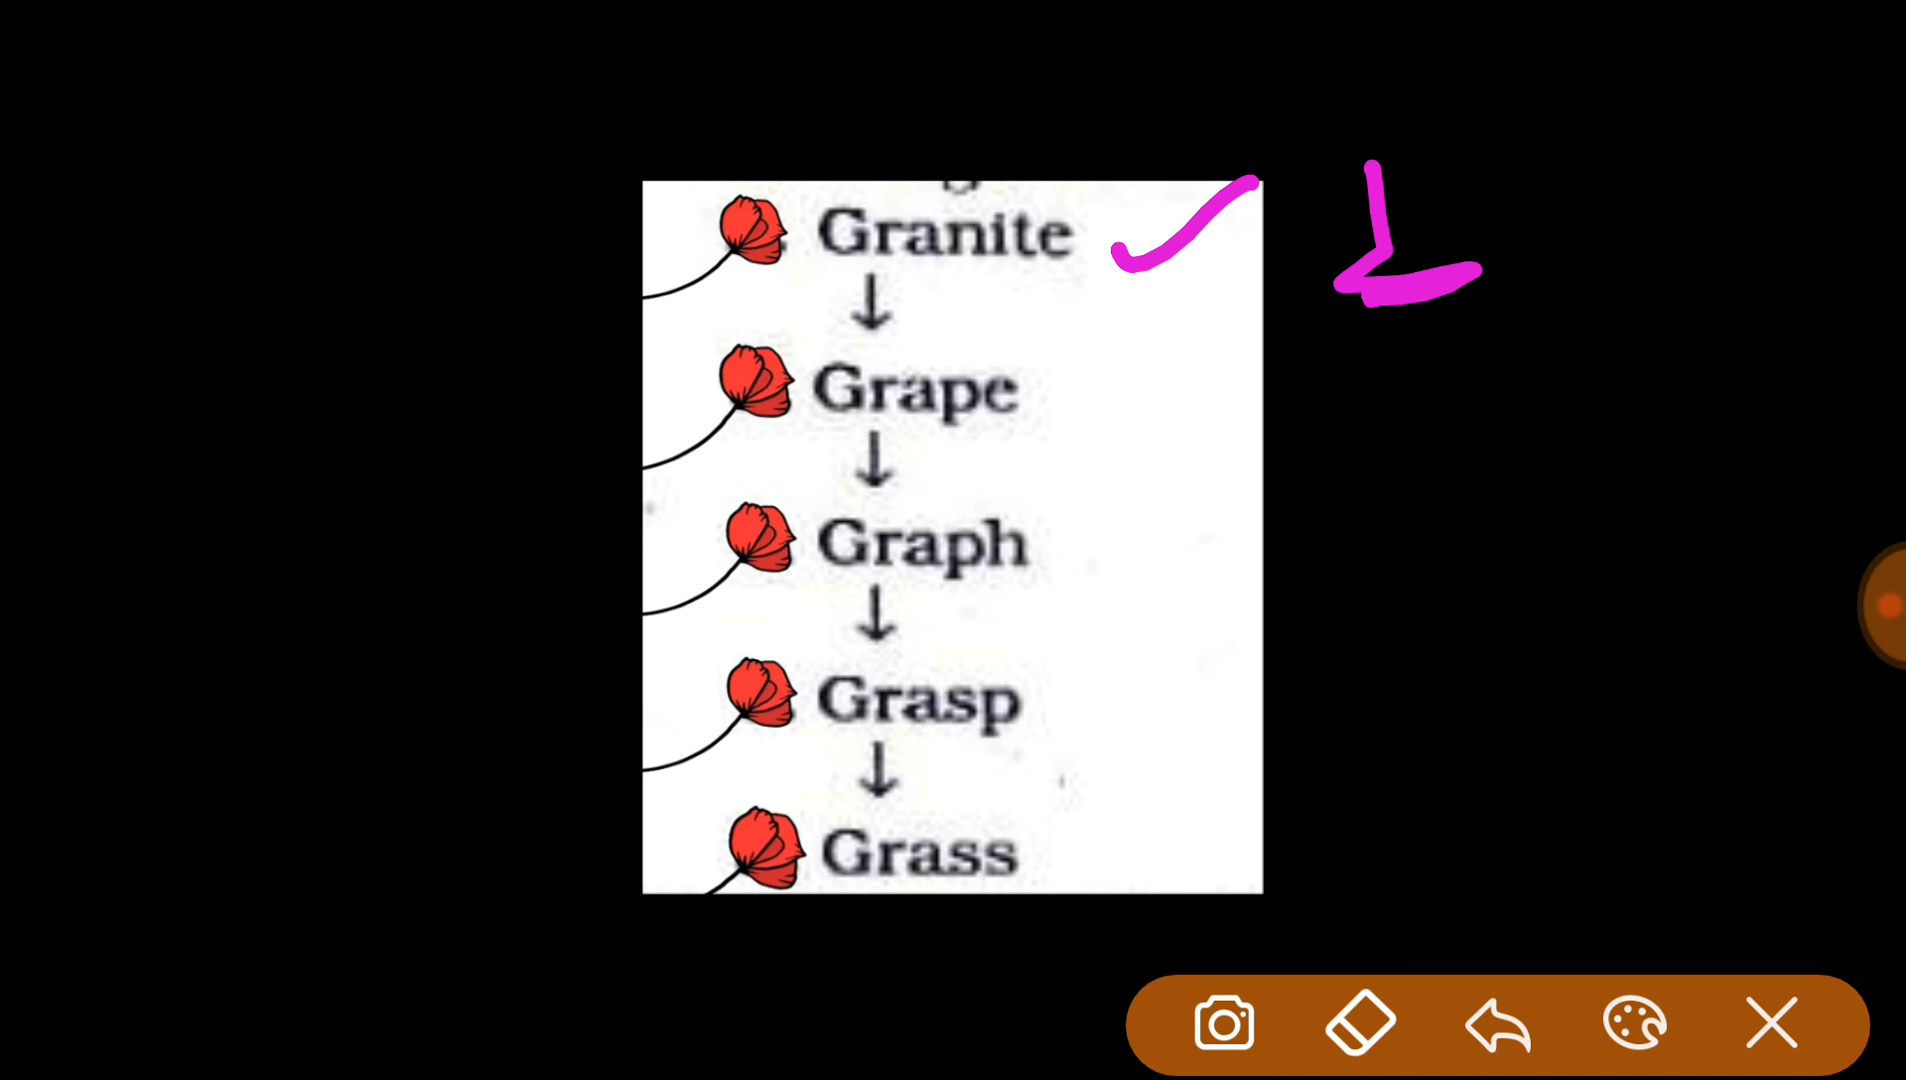 Granite
↓
Grape
↓
Graph
↓
Grasp
↓
Grass